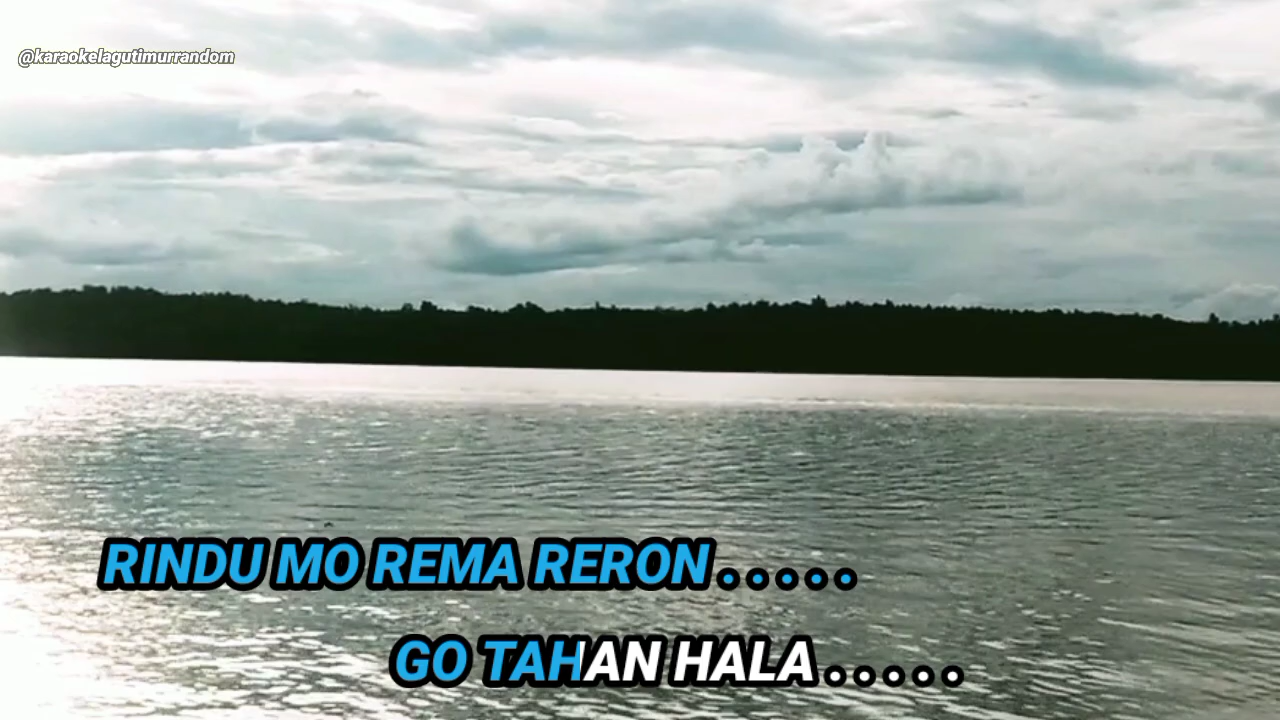 @karaokelagutimurrandom
RINDU MO REMA RERON.....
GO TAHAN HALA.....